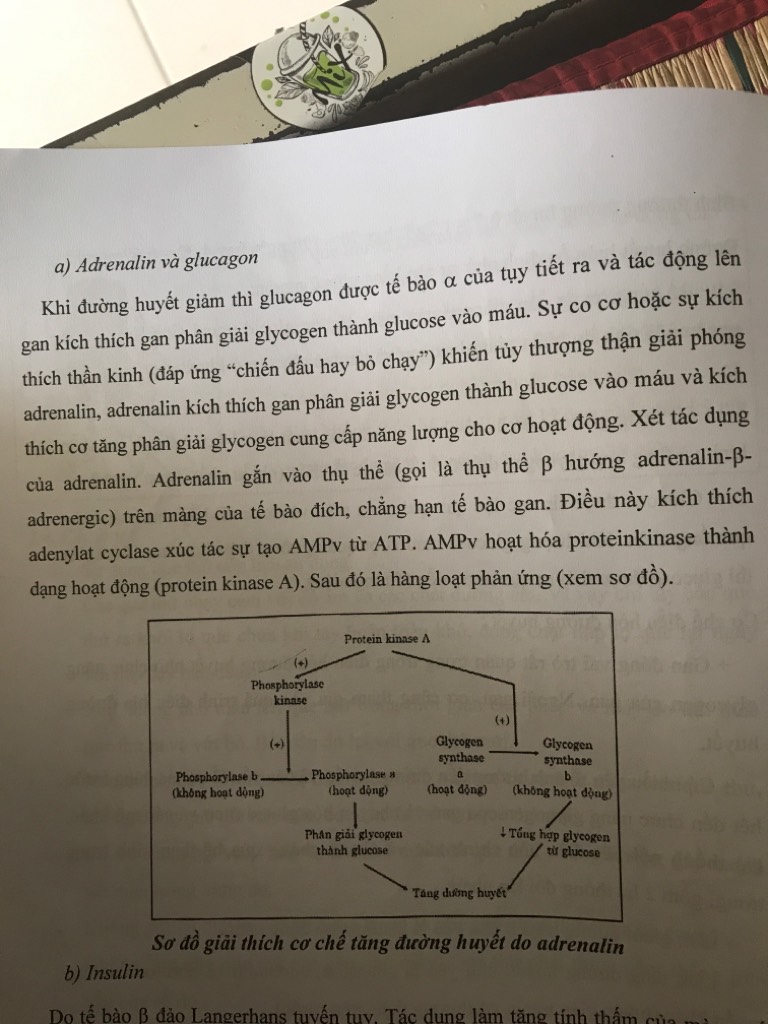 Mix
a) Adrenalin và glucagon
Khi đường huyết giảm thì glucagon được tế bào α của tụy tiết ra và tác động lên
gan kích thích gan phân giải glycogen thành glucose vào máu. Sự co cơ hoặc sự kích
thích thần kinh (đáp ứng “chiến đấu hay bỏ chạy”) khiến tủy thượng thận giải phóng
adrenalin, adrenalin kích thích gan phân giải glycogen thành glucose vào máu và kích
thích cơ tăng phân giải glycogen cung cấp năng lượng cho cơ hoạt động. Xét tác dụng
của adrenalin. Adrenalin gắn vào thụ thể (gọi là thụ thể β hướng adrenalin-β-
adrenergic) trên màng của tế bào đích, chẳng hạn tế bào gan. Điều này kích thích
adenylat cyclase xúc tác sự tạo AMPv từ ATP. AMPv hoạt hóa proteinkinase thành
dạng hoạt động (protein kinase A). Sau đó là hàng loạt phản ứng (xem sơ đồ).
Protein kinase A
(+)
Phosphorylase
kinase
(+)
(+)
Phosphorylase b
(không hoạt động)
Phosphorylase a
(hoạt động)
Glycogen
synthase
a
(hoạt động)
Glycogen
synthase
b
(không hoạt động)
Phân giải glycogen
thành glucose
↓Tổng hợp glycogen
từ glucose
Tăng đường huyết
Sơ đồ giải thích cơ chế tăng đường huyết do adrenalin
b) Insulin
Do tế bào β đảo Langerhans tuyến tụy. Tác dụng làm tăng tính thấm của